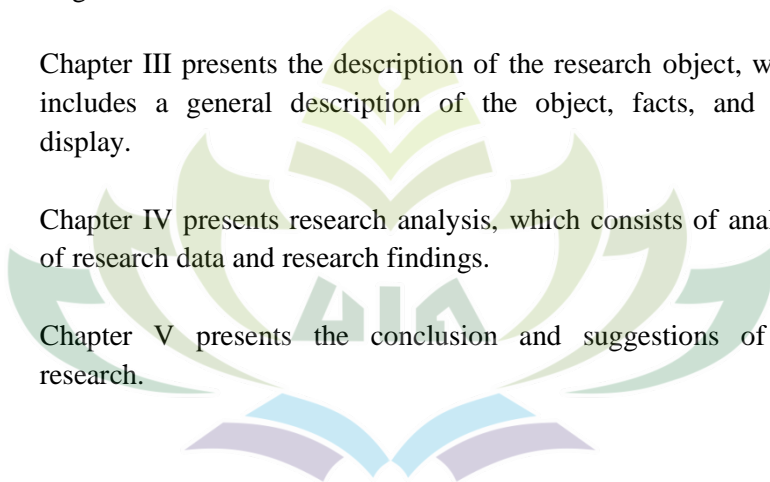 Chapter III presents the description of the research object, w
includes a general description of the object, facts, and
display.
Chapter IV presents research analysis, which consists of anal
of research data and research findings.
Chapter V presents the conclusion and suggestions of
research.